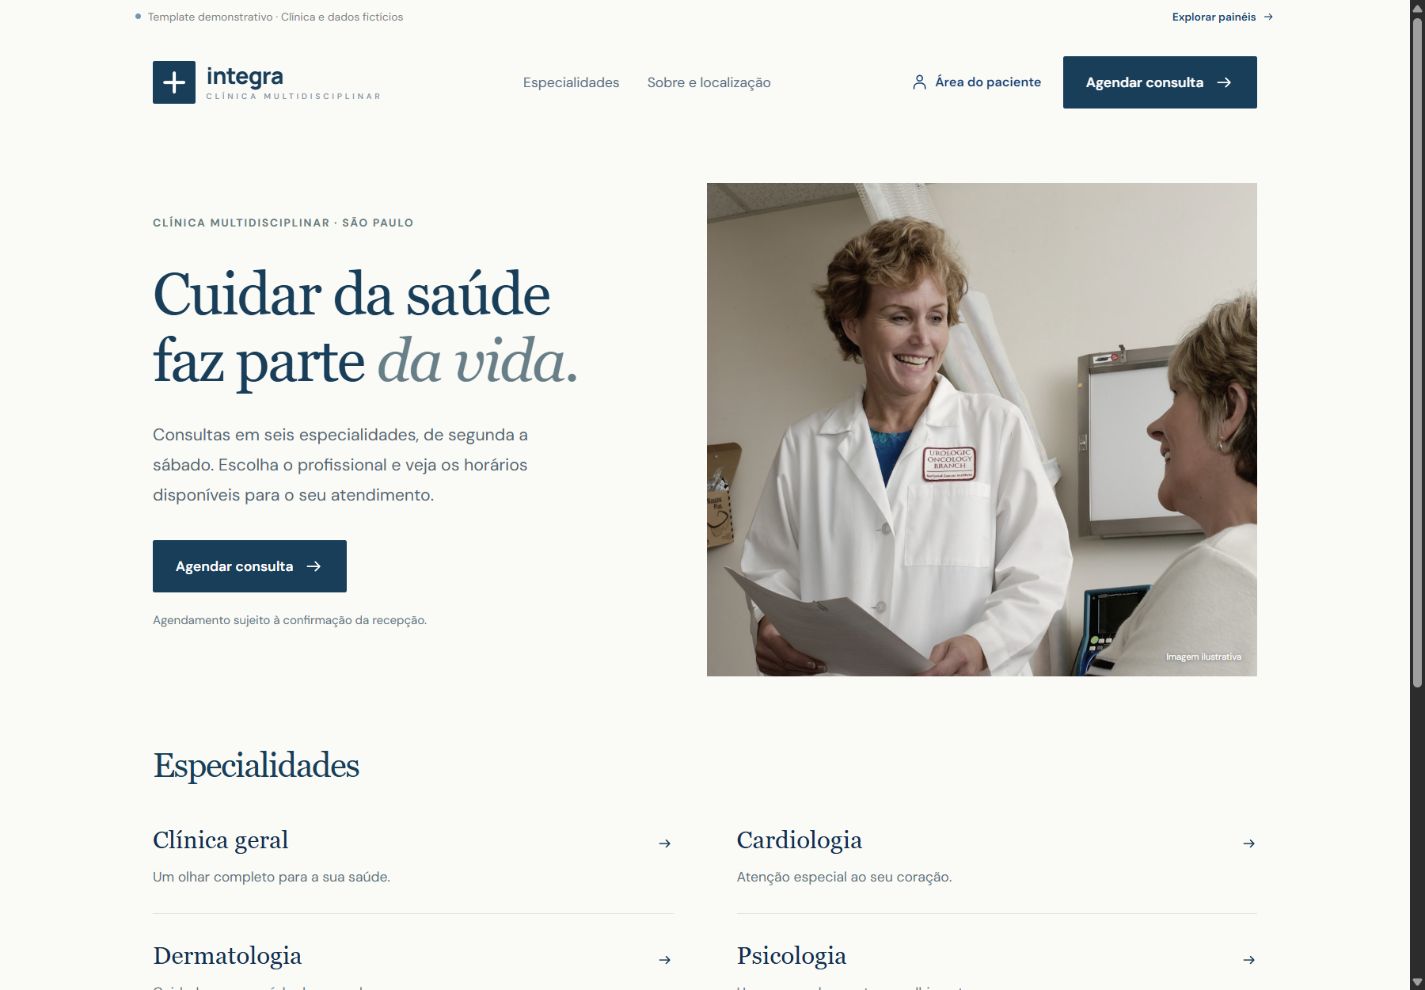 Template demonstrativo · Clínica e dados fictícios
Explorar painéis →
integra
CLÍNICA MULTIDISCIPLINAR
Especialidades
Sobre e localização
Área do paciente
Agendar consulta →
CLÍNICA MULTIDISCIPLINAR · SÃO PAULO
Cuidar da saúde
faz parte da vida.
Consultas em seis especialidades, de segunda a
sábado. Escolha o profissional e veja os horários
disponíveis para o seu atendimento.
Agendar consulta →
Agendamento sujeito à confirmação da recepção.
UROLOGIC
ONCOLOGY
BRANCH
National Cancer Institute
Imagem ilustrativa
Especialidades
Clínica geral →
Um olhar completo para a sua saúde.
Cardiologia →
Atenção especial ao seu coração.
Dermatologia →
Psicologia →